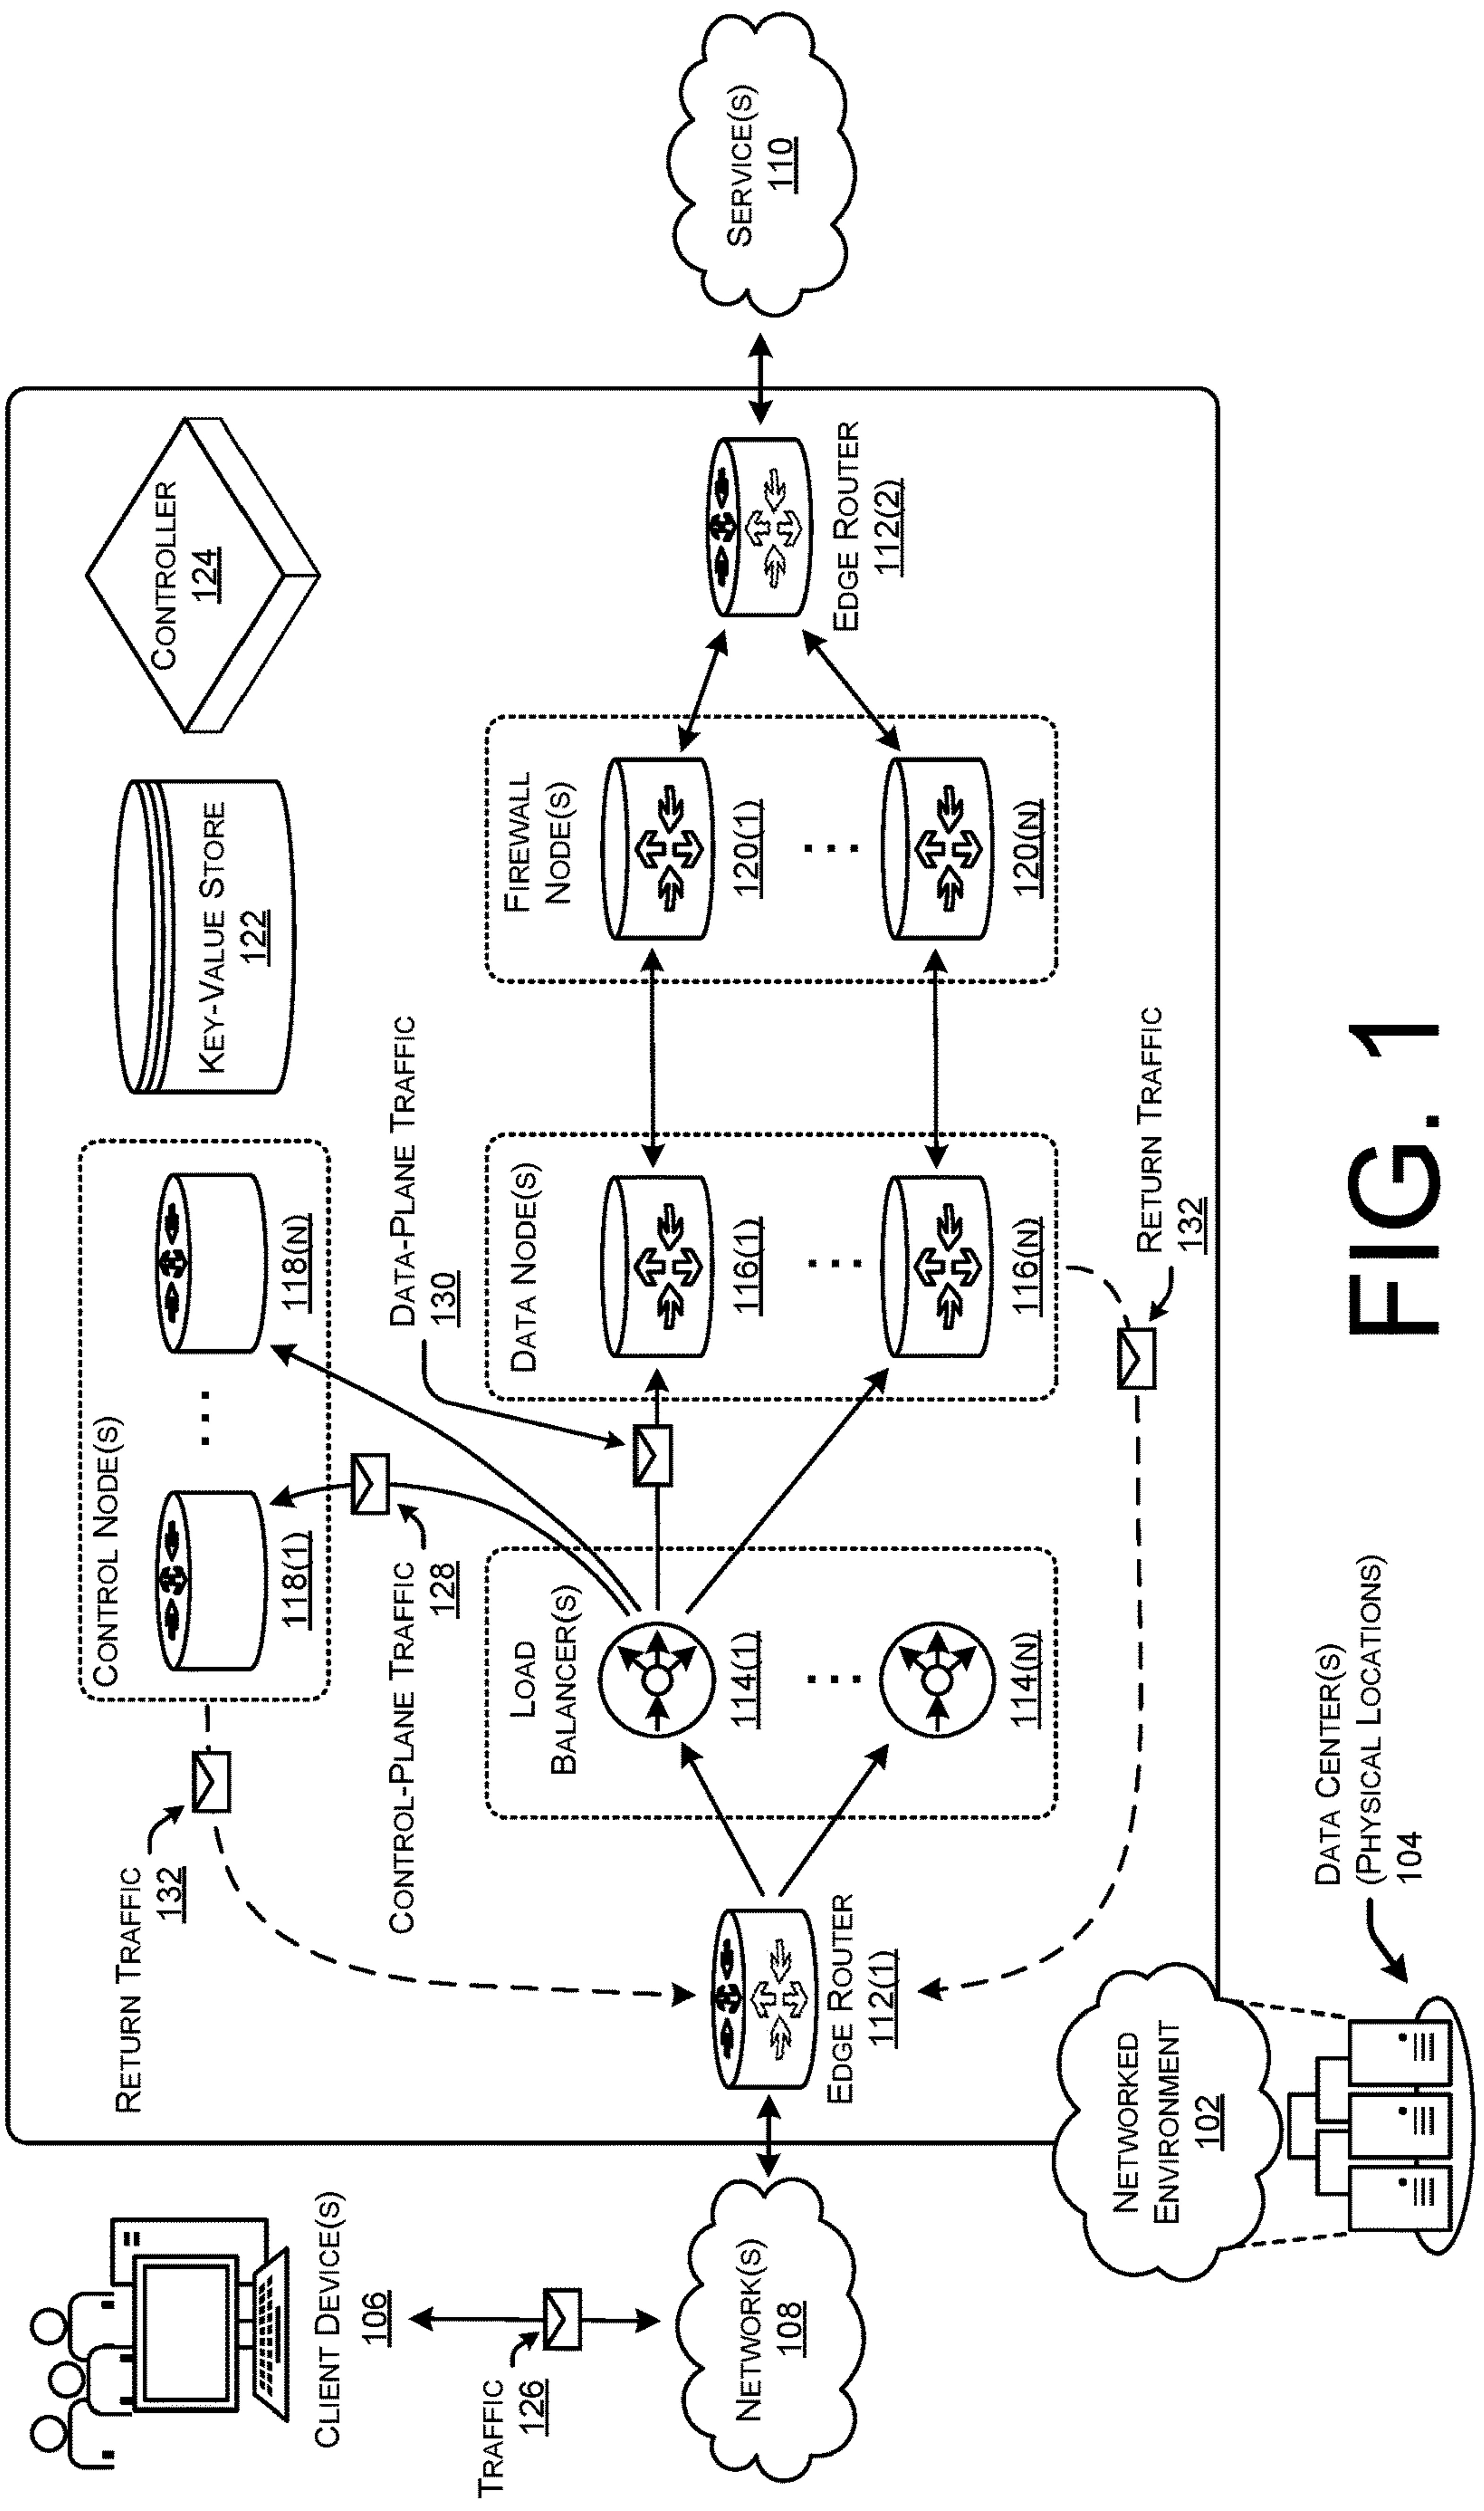 CLIENT DEVICE(S)
106
TRAFFIC
126
NETWORK(S)
108
RETURN TRAFFIC
132
CONTROL NODE(S)
118(1)
...
118(N)
KEY-VALUE STORE
122
CONTROLLER
124
CONTROL-PLANE TRAFFIC
128
DATA-PLANE TRAFFIC
130
EDGE ROUTER
112(1)
LOAD
BALANCER(S)
114(1)
...
114(N)
DATA NODE(S)
116(1)
...
116(N)
FIREWALL
NODE(S)
120(1)
...
120(N)
EDGE ROUTER
112(2)
SERVICE(S)
110
RETURN TRAFFIC
132
NETWORKED
ENVIRONMENT
102
DATA CENTER(S)
(PHYSICAL LOCATIONS)
104
FIG. 1